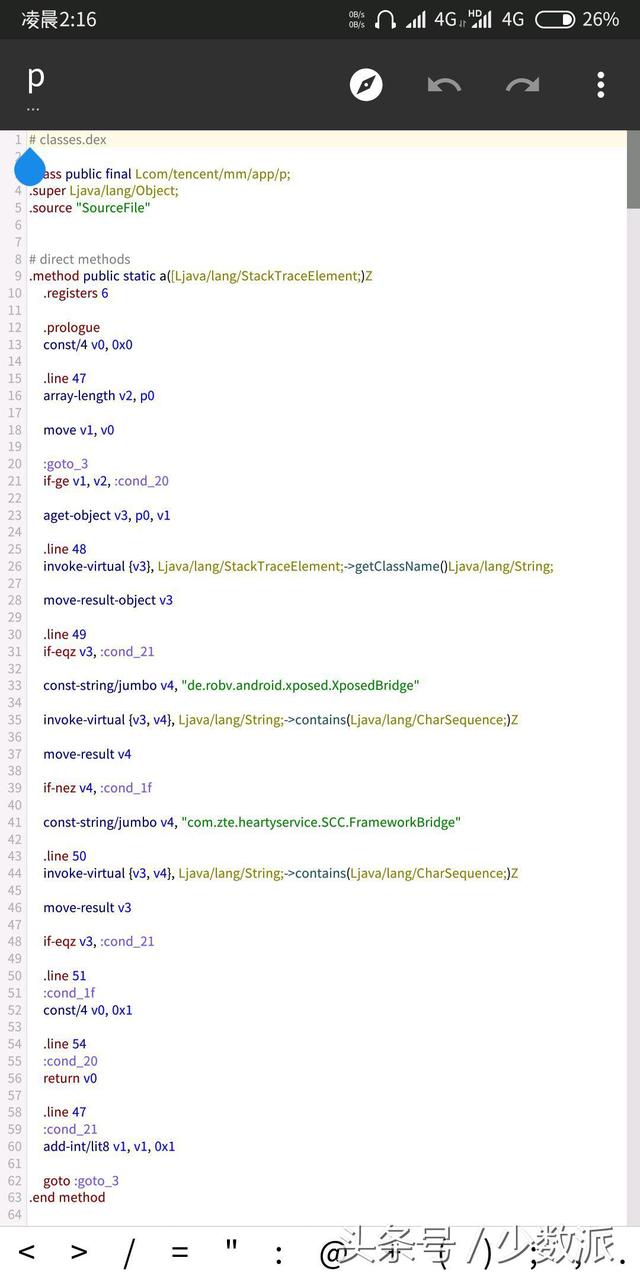 凌晨2:16
0B/s
0B/s
4G
HD
4G
26%
p
...
1 # classes.dex
2
ass public final Lcom/tencent/mm/app/p;
4 .super Ljava/lang/Object;
5 .source "SourceFile"
6
7
8 # direct methods
9 .method public static a([Ljava/lang/StackTraceElement;)Z
10 .registers 6
11
12 .prologue
13 const/4 v0, 0x0
14
15 .line 47
16 array-length v2, p0
17
18 move v1, v0
19
20 :goto_3
21 if-ge v1, v2, :cond_20
22
23 aget-object v3, p0, v1
24
25 .line 48
26 invoke-virtual {v3}, Ljava/lang/StackTraceElement;->getClassName()Ljava/lang/String;
27
28 move-result-object v3
29
30 .line 49
31 if-eqz v3, :cond_21
32
33 const-string/jumbo v4, "de.robv.android.xposed.XposedBridge"
34
35 invoke-virtual {v3, v4}, Ljava/lang/String;->contains(Ljava/lang/CharSequence;)Z
36
37 move-result v4
38
39 if-nez v4, :cond_1f
40
41 const-string/jumbo v4, "com.zte.heartyservice.SCC.FrameworkBridge"
42
43 .line 50
44 invoke-virtual {v3, v4}, Ljava/lang/String;->contains(Ljava/lang/CharSequence;)Z
45
46 move-result v3
47
48 if-eqz v3, :cond_21
49
50 .line 51
51 :cond_1f
52 const/4 v0, 0x1
53
54 .line 54
55 :cond_20
56 return v0
57
58 .line 47
59 :cond_21
60 add-int/lit8 v1, v1, 0x1
61
62 goto :goto_3
63 .end method
64
< > / = " : @ + ( ) ; , .
头条号 / 少数派